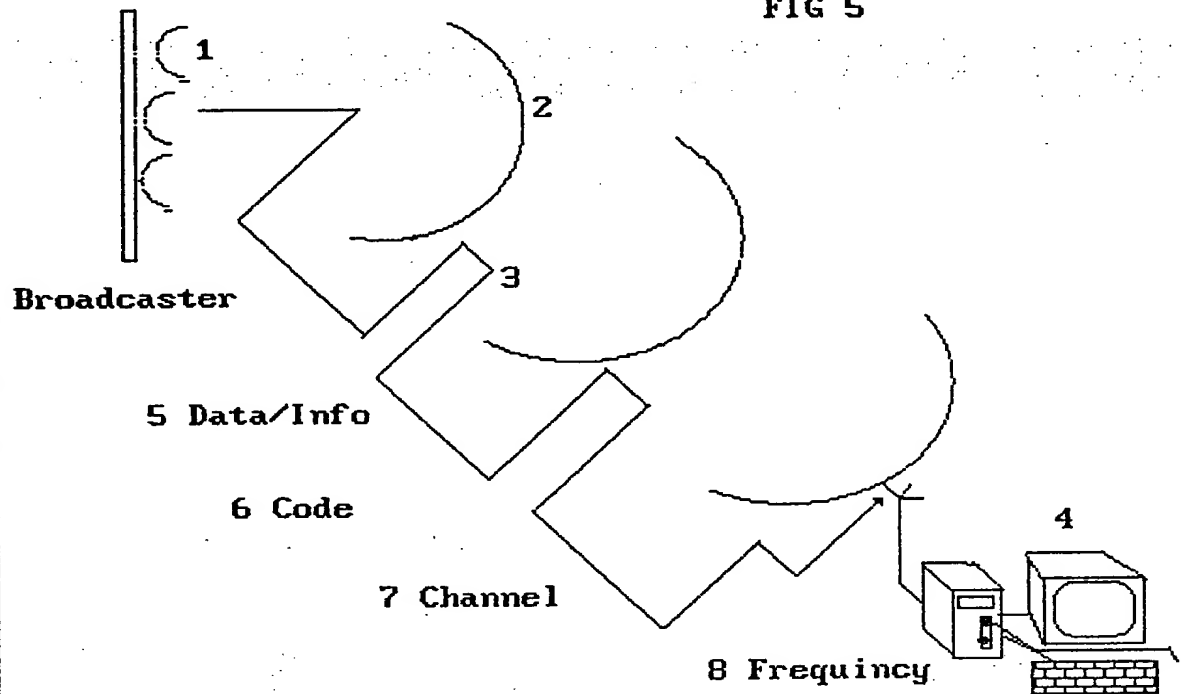 FIG 5
1
2
Broadcaster
3
5 Data/Info
6 Code
4
7 Channel
8 Frequincy